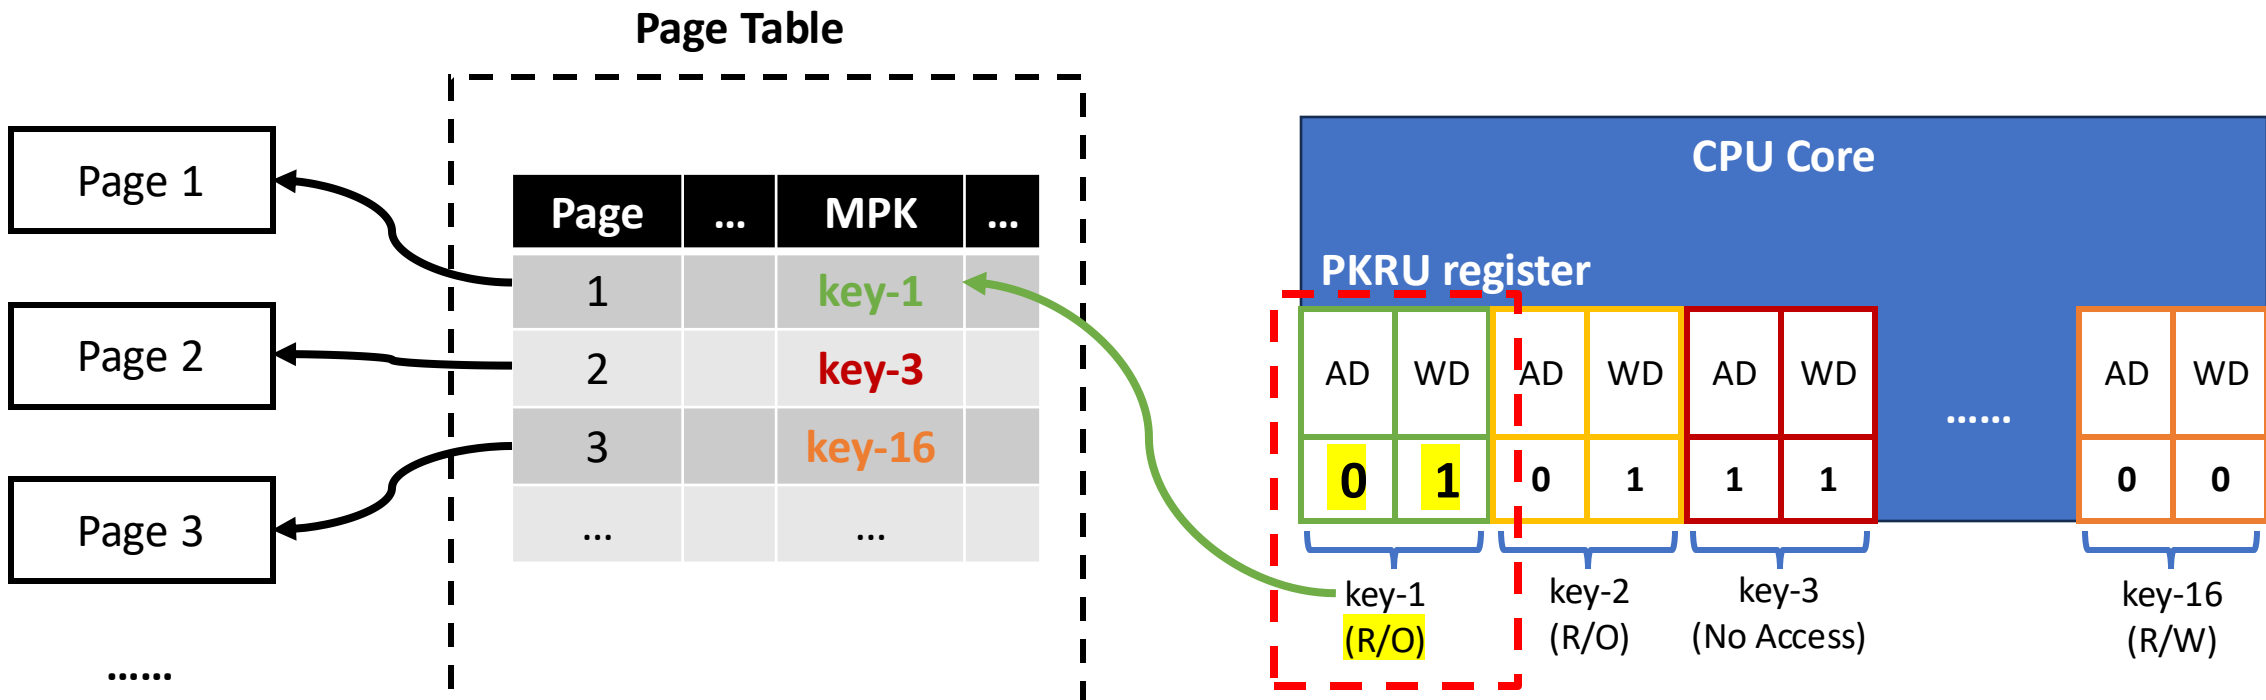 Page Table
Page 1
Page 2
Page 3
......
Page ... MPK ...
1 key-1
2 key-3
3 key-16
... ...
CPU Core
PKRU register
AD WD AD WD AD WD ...... AD WD
0 1 0 1 1 1 0 0
key-1
(R/O)
key-2
(R/O)
key-3
(No Access)
key-16
(R/W)